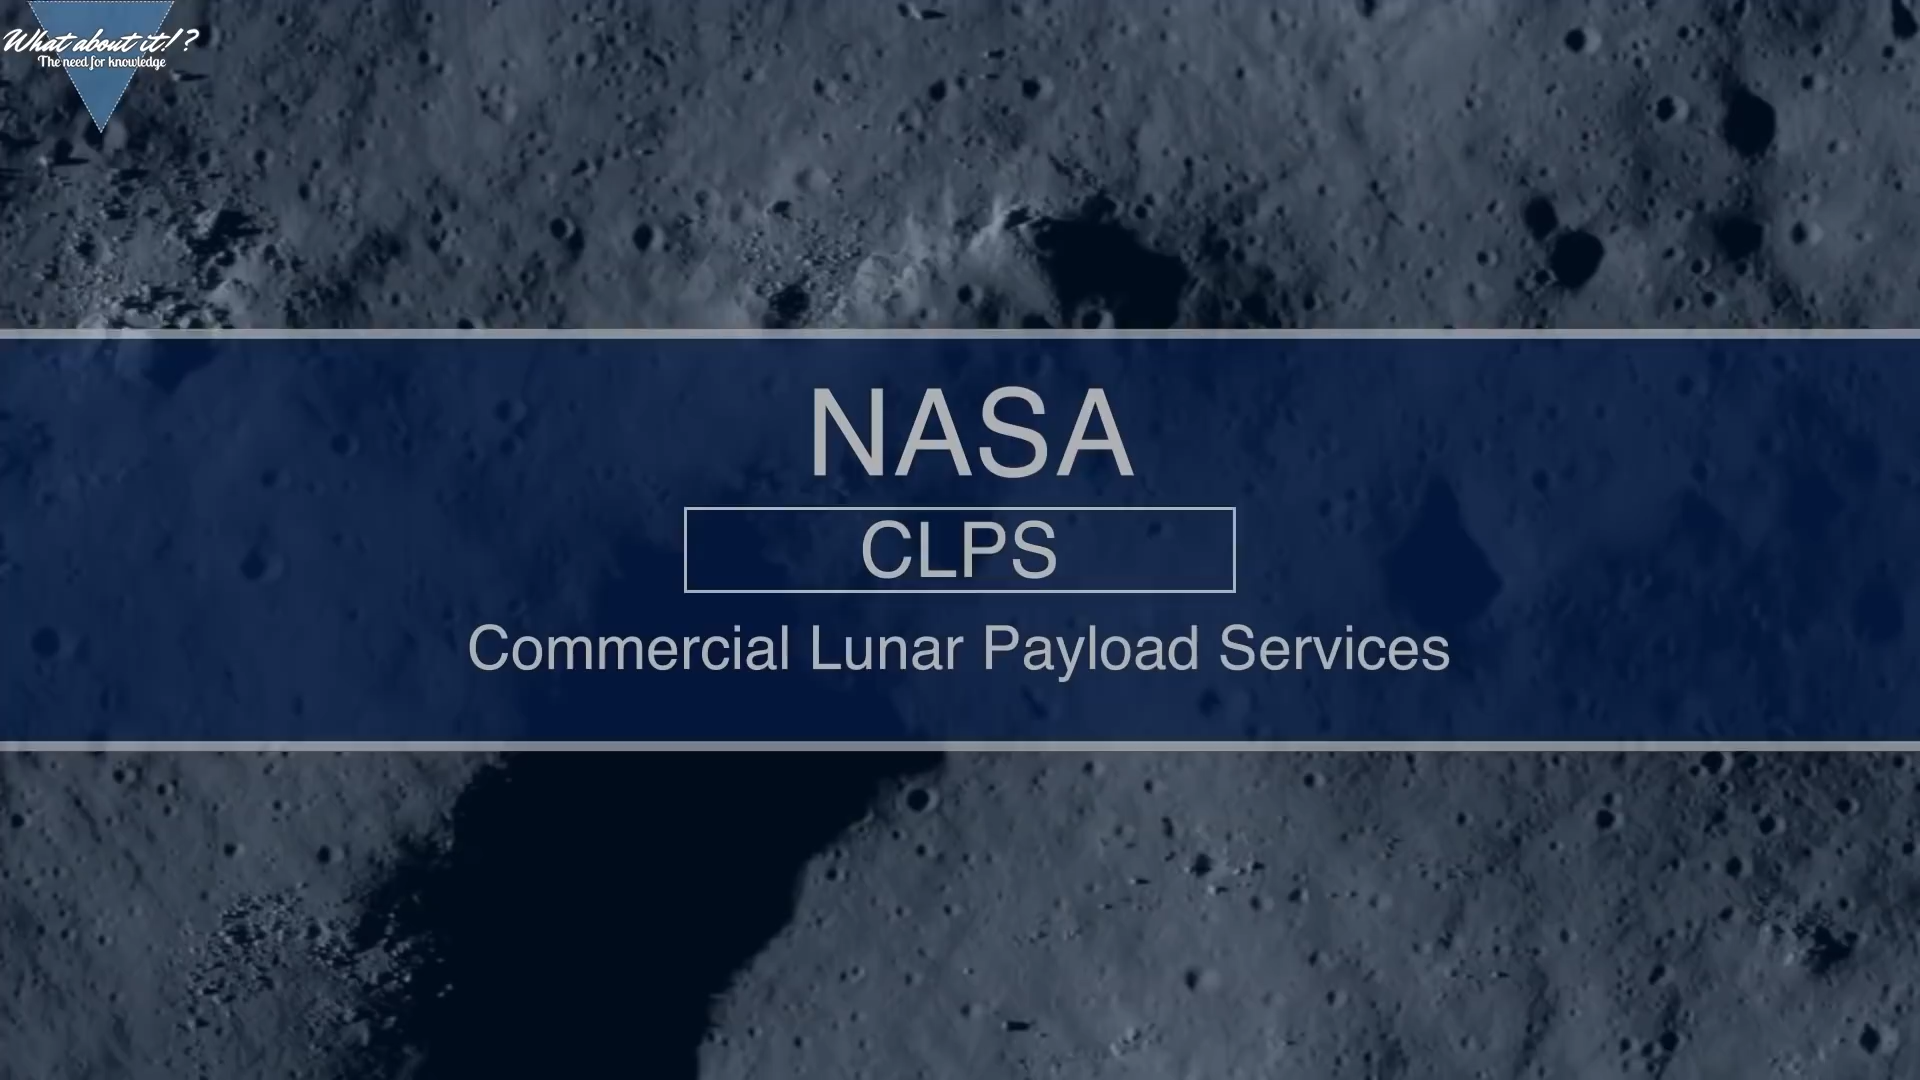 What about it!?
The need for knowledge
NASA
CLPS
Commercial Lunar Payload Services